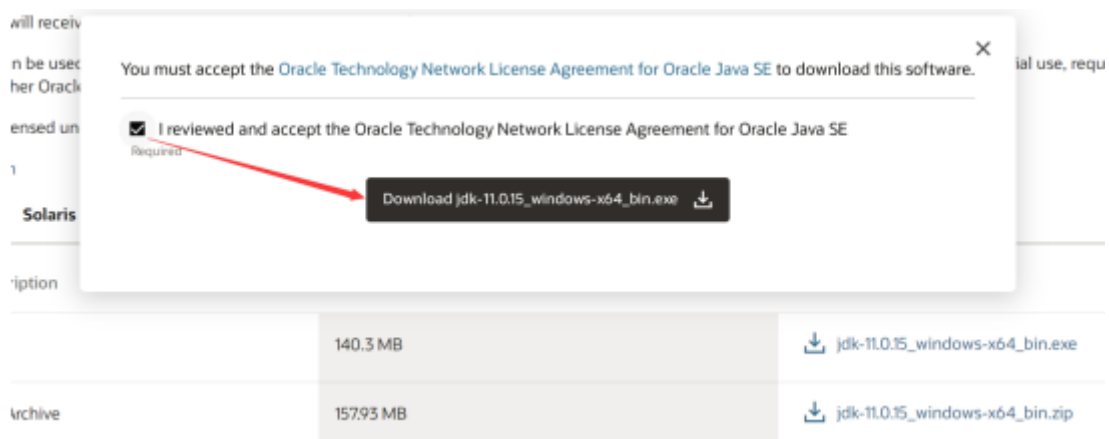 will receiv
n be used
her Oracle
ial use, requ
You must accept the Oracle Technology Network License Agreement for Oracle Java SE to download this software.
ensed un
I reviewed and accept the Oracle Technology Network License Agreement for Oracle Java SE
Required
Download jdk-11.0.15_windows-x64_bin.exe
Solaris
ription
140.3 MB
jdk-11.0.15_windows-x64_bin.exe
Archive
157.93 MB
jdk-11.0.15_windows-x64_bin.zip